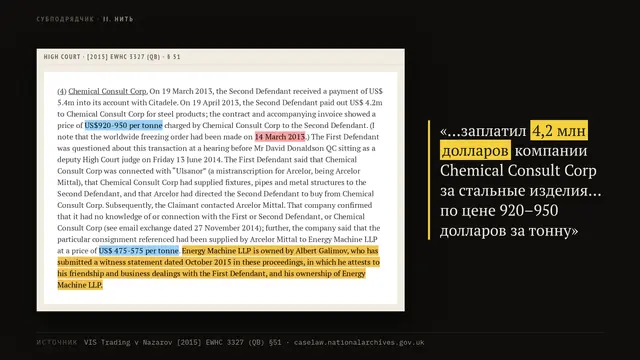 СУБПОДРЯДЧИК · II. НИТЬ
HIGH COURT · [2015] EWHC 3327 (QB) · § 51
(4) Chemical Consult Corp. On 19 March 2013, the Second Defendant received a payment of US$
5.4m into its account with Citadele. On 19 April 2013, the Second Defendant paid out US$ 4.2m
to Chemical Consult Corp for steel products; the contract and accompanying invoice showed a
price of US$920-950 per tonne charged by Chemical Consult Corp to the Second Defendant. (I
note that the worldwide freezing order had been made on 14 March 2013.) The First Defendant
was questioned about this transaction at a hearing before Mr David Donaldson QC sitting as a
deputy High Court judge on Friday 13 June 2014. The First Defendant said that Chemical
Consult Corp was connected with "Ulsanor" (a mistranscription for Arcelor, being Arcelor
Mittal), that Chemical Consult Corp had supplied fixtures, pipes and metal structures to the
Second Defendant, and that Arcelor had directed the Second Defendant to buy from Chemical
Consult Corp. Subsequently, the Claimant contacted Arcelor Mittal. That company confirmed
that it had no knowledge of or connection with the First or Second Defendant, or Chemical
Consult Corp (see email exchange dated 27 November 2014); further, the company said that the
particular consignment referenced had been supplied by Arcelor Mittal to Energy Machine LLP
at a price of US$ 475-575 per tonne. Energy Machine LLP is owned by Albert Galimov, who has
submitted a witness statement dated October 2015 in these proceedings, in which he attests to
his friendship and business dealings with the First Defendant, and his ownership of Energy
Machine LLP.
«…заплатил 4,2 млн
долларов компании
Chemical Consult Corp
за стальные изделия…
по цене 920–950
долларов за тонну»
ИСТОЧНИК VIS Trading v Nazarov [2015] EWHC 3327 (QB) §51 · caselaw.nationalarchives.gov.uk